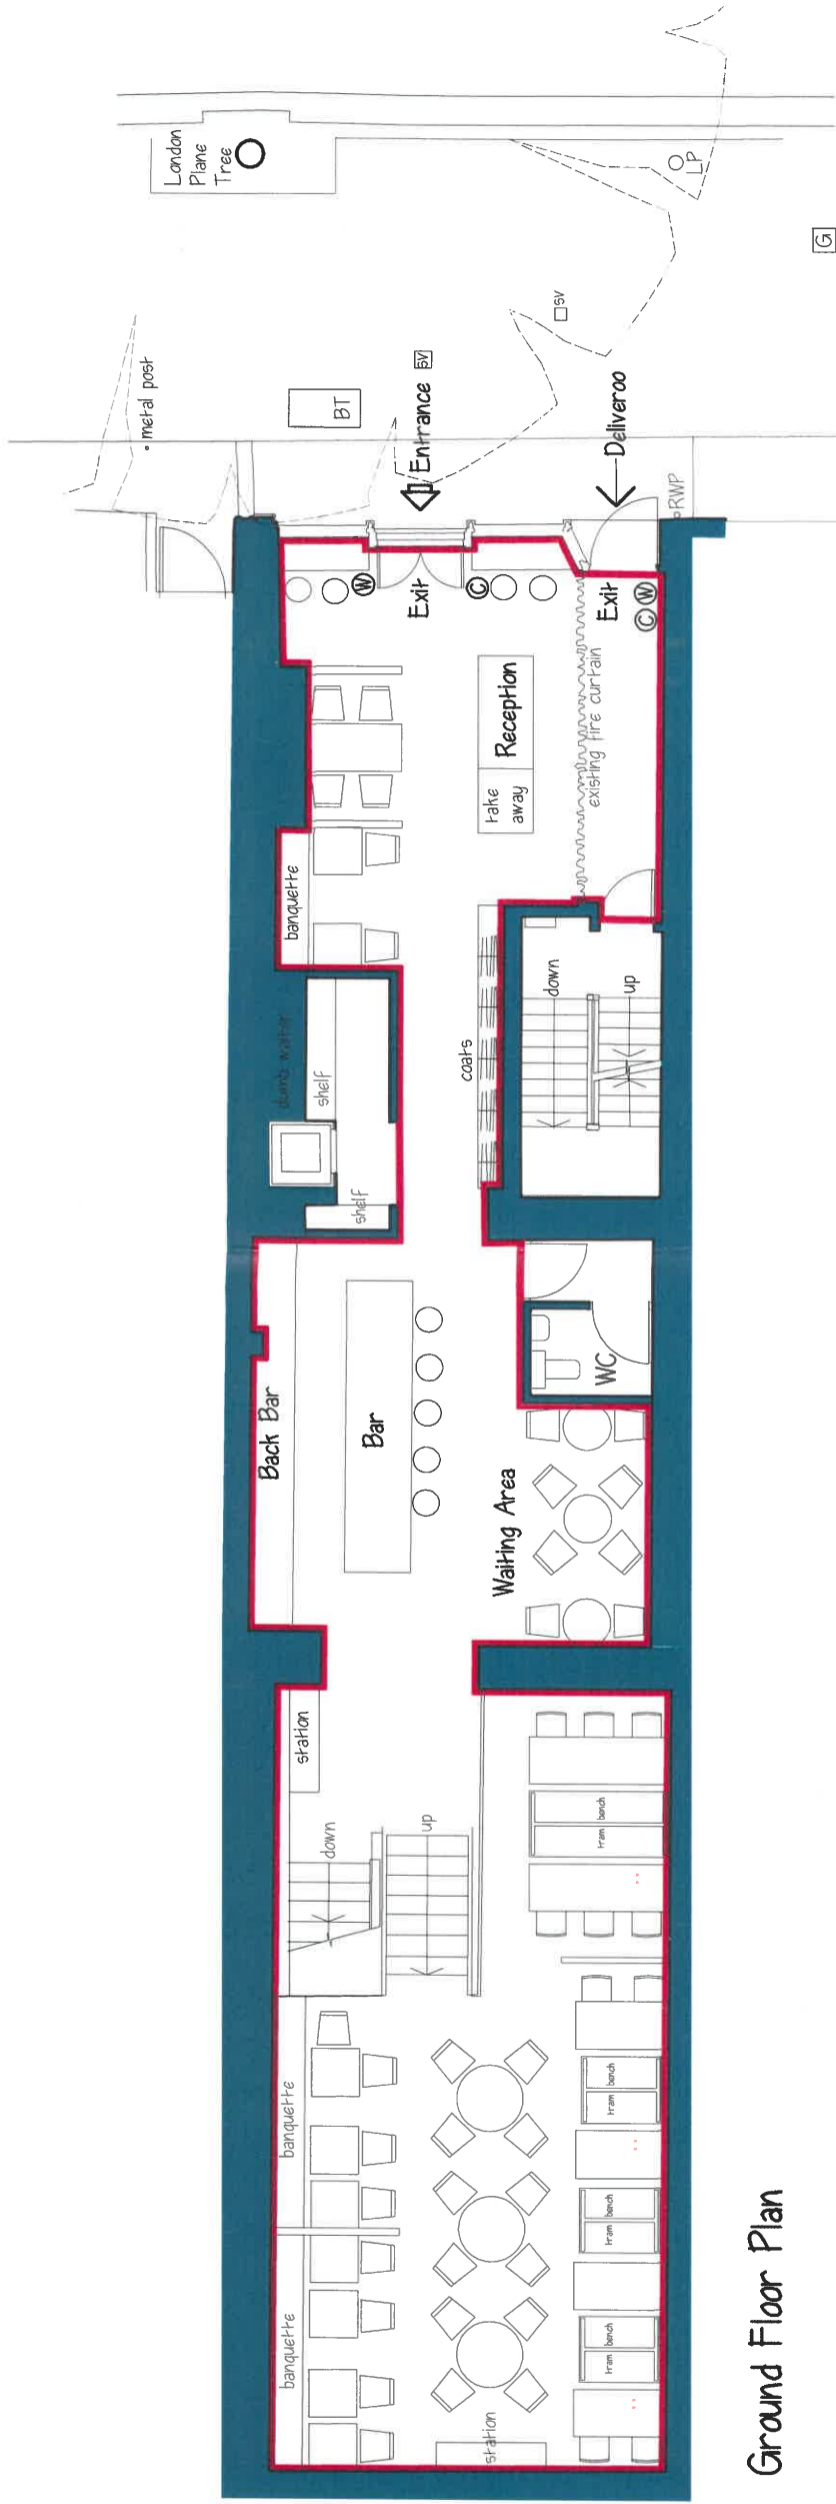 London
Plane
Tree
LP
G
SV
metal post
BT
Entrance
SV
Deliveroo
RWP
W
Exit
C
Exit
C W
existing fire curtain
Reception
take
away
banquette
coats
down
up
dumb waiter
shelf
shelf
WC
Back Bar
Bar
Waiting Area
station
down
up
tram bench
banquette
tram bench
tram bench
banquette
tram bench
station
Ground Floor Plan